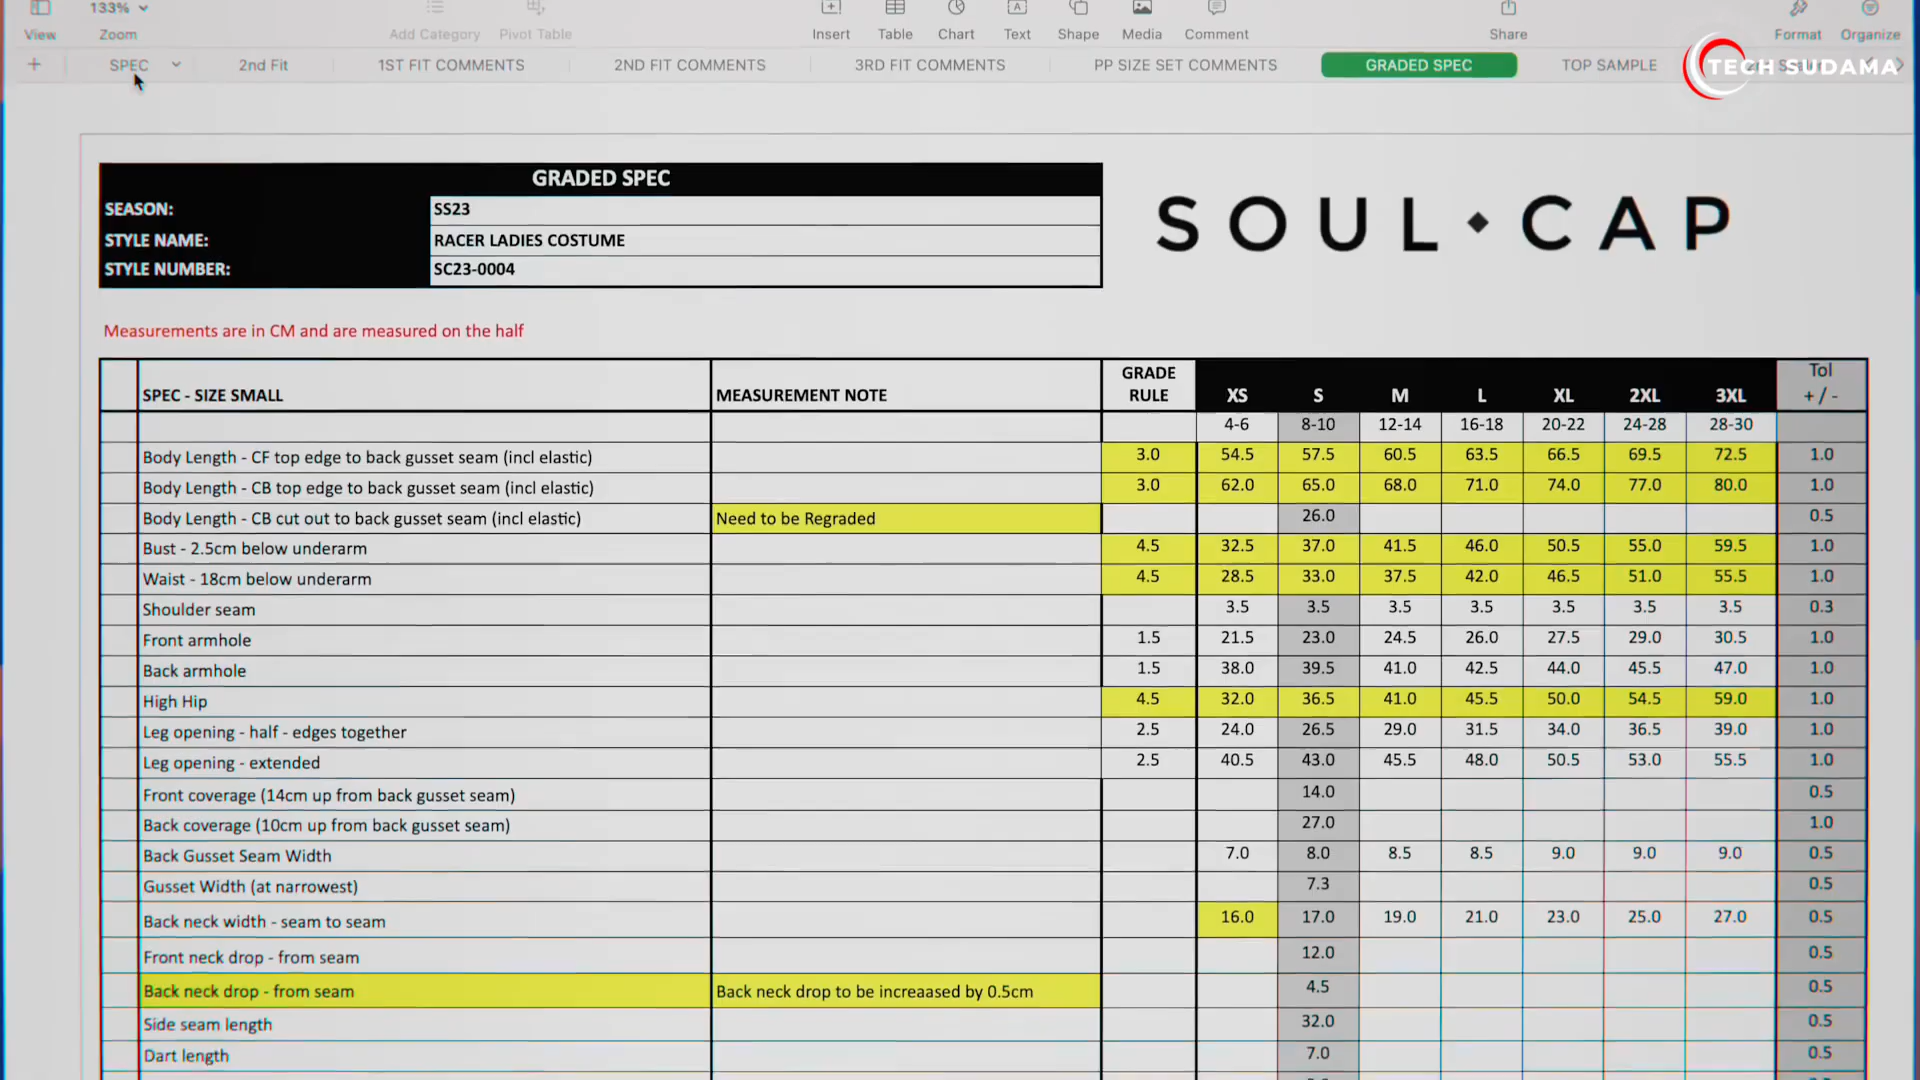 133%
View Zoom Add Category Pivot Table Insert Table Chart Text Shape Media Comment Share Format Organize
+ SPEC 2nd Fit 1ST FIT COMMENTS 2ND FIT COMMENTS 3RD FIT COMMENTS PP SIZE SET COMMENTS GRADED SPEC TOP SAMPLE
TECH SUDAMA
GRADED SPEC
SEASON: SS23
STYLE NAME: RACER LADIES COSTUME
STYLE NUMBER: SC23-0004
SOUL CAP
Measurements are in CM and are measured on the half
SPEC - SIZE SMALL MEASUREMENT NOTE GRADE RULE XS S M L XL 2XL 3XL Tol + / -
4-6 8-10 12-14 16-18 20-22 24-28 28-30
Body Length - CF top edge to back gusset seam (incl elastic) 3.0 54.5 57.5 60.5 63.5 66.5 69.5 72.5 1.0
Body Length - CB top edge to back gusset seam (incl elastic) 3.0 62.0 65.0 68.0 71.0 74.0 77.0 80.0 1.0
Body Length - CB cut out to back gusset seam (incl elastic) Need to be Regraded 26.0 0.5
Bust - 2.5cm below underarm 4.5 32.5 37.0 41.5 46.0 50.5 55.0 59.5 1.0
Waist - 18cm below underarm 4.5 28.5 33.0 37.5 42.0 46.5 51.0 55.5 1.0
Shoulder seam 3.5 3.5 3.5 3.5 3.5 3.5 3.5 0.3
Front armhole 1.5 21.5 23.0 24.5 26.0 27.5 29.0 30.5 1.0
Back armhole 1.5 38.0 39.5 41.0 42.5 44.0 45.5 47.0 1.0
High Hip 4.5 32.0 36.5 41.0 45.5 50.0 54.5 59.0 1.0
Leg opening - half - edges together 2.5 24.0 26.5 29.0 31.5 34.0 36.5 39.0 1.0
Leg opening - extended 2.5 40.5 43.0 45.5 48.0 50.5 53.0 55.5 1.0
Front coverage (14cm up from back gusset seam) 14.0 0.5
Back coverage (10cm up from back gusset seam) 27.0 1.0
Back Gusset Seam Width 7.0 8.0 8.5 8.5 9.0 9.0 9.0 0.5
Gusset Width (at narrowest) 7.3 0.5
Back neck width - seam to seam 16.0 17.0 19.0 21.0 23.0 25.0 27.0 0.5
Front neck drop - from seam 12.0 0.5
Back neck drop - from seam Back neck drop to be increaased by 0.5cm 4.5 0.5
Side seam length 32.0 0.5
Dart length 7.0 0.5